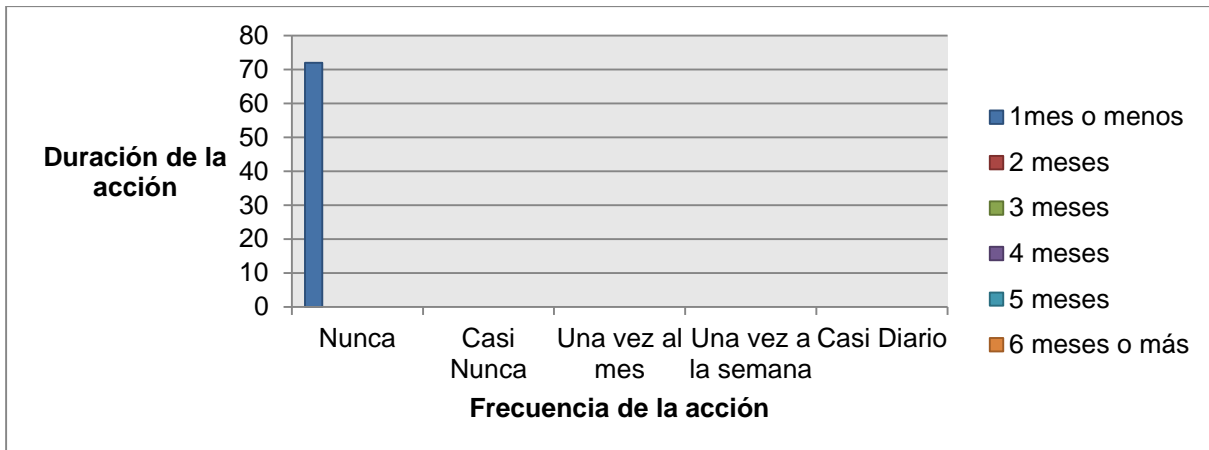 80
70
60
50
40
30
20
10
0
Duración de la
acción
Nunca
Casi
Nunca
Una vez al
mes
Una vez a
la semana
Casi Diario
Frecuencia de la acción
1mes o menos
2 meses
3 meses
4 meses
5 meses
6 meses o más